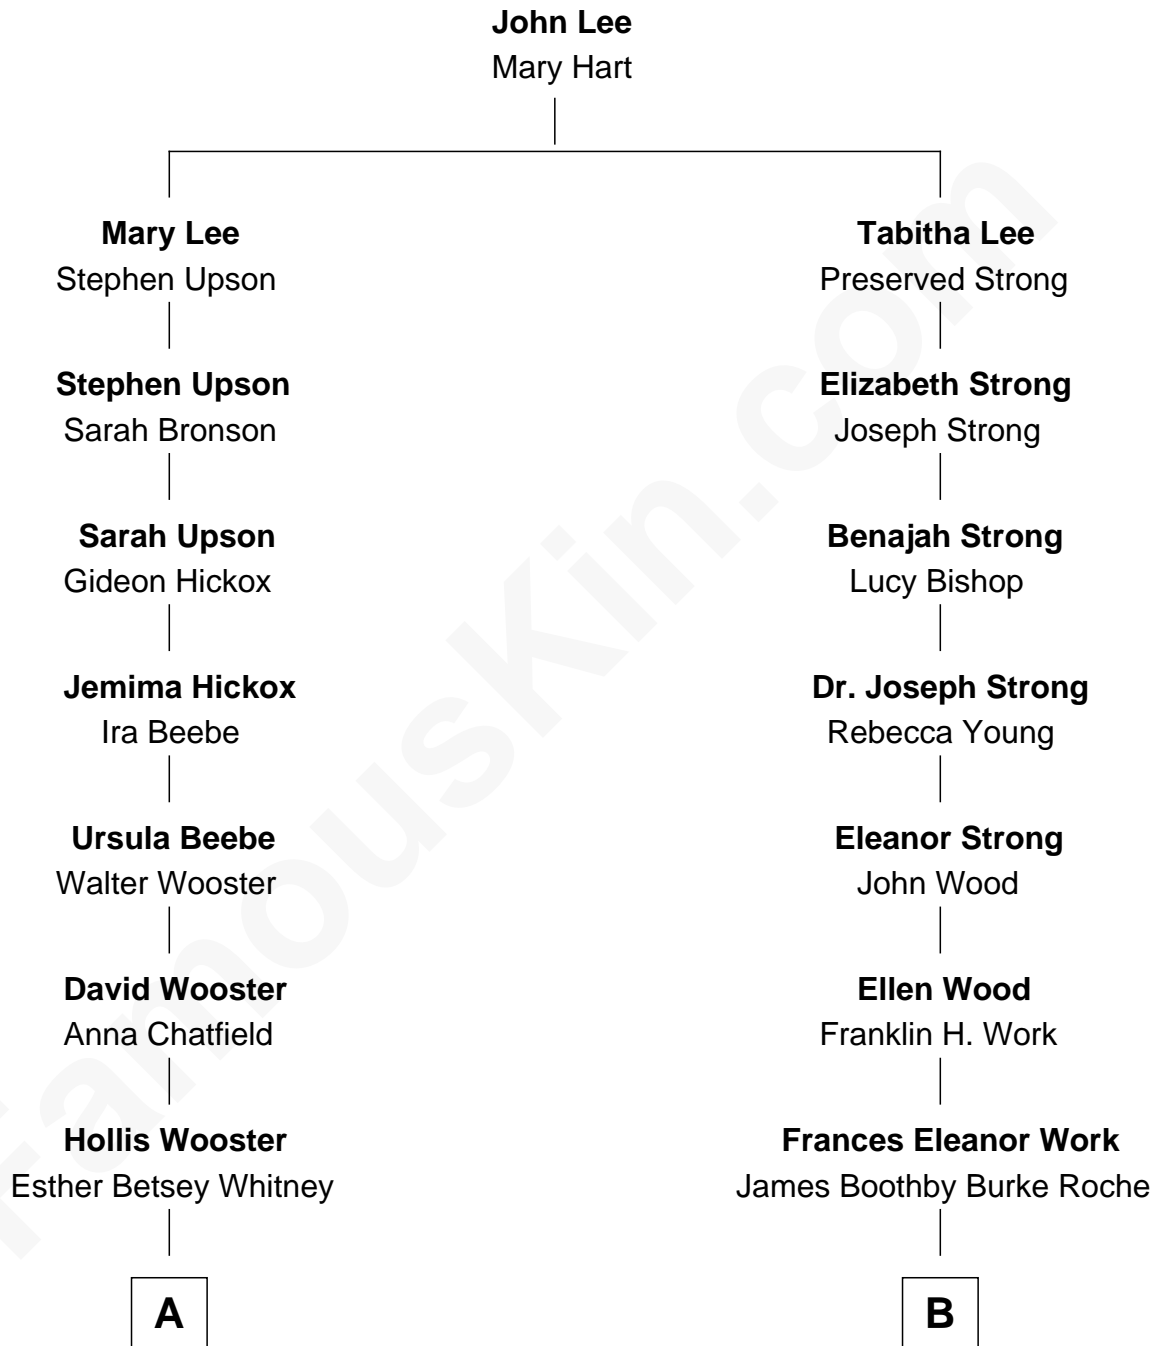 John Lee
Mary Hart
Mary Lee
Stephen Upson
Tabitha Lee
Preserved Strong
Stephen Upson
Sarah Bronson
Elizabeth Strong
Joseph Strong
Sarah Upson
Gideon Hickox
Benajah Strong
Lucy Bishop
Jemima Hickox
Ira Beebe
Dr. Joseph Strong
Rebecca Young
Ursula Beebe
Walter Wooster
Eleanor Strong
John Wood
David Wooster
Anna Chatfield
Ellen Wood
Franklin H. Work
Hollis Wooster
Esther Betsey Whitney
Frances Eleanor Work
James Boothby Burke Roche
A
B
FamousKin.com